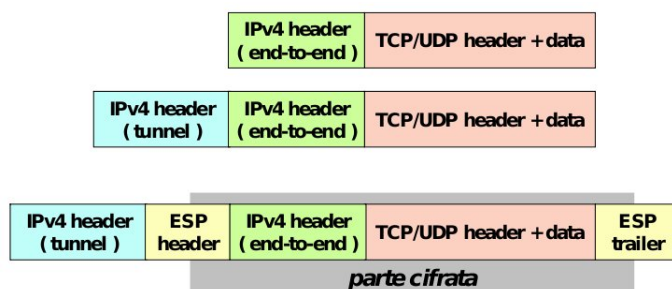 IPv4 header
( end-to-end )
TCP/UDP header + data
IPv4 header
( tunnel )
IPv4 header
( end-to-end )
TCP/UDP header + data
IPv4 header
( tunnel )
ESP
header
IPv4 header
( end-to-end )
TCP/UDP header + data
ESP
trailer
parte cifrata